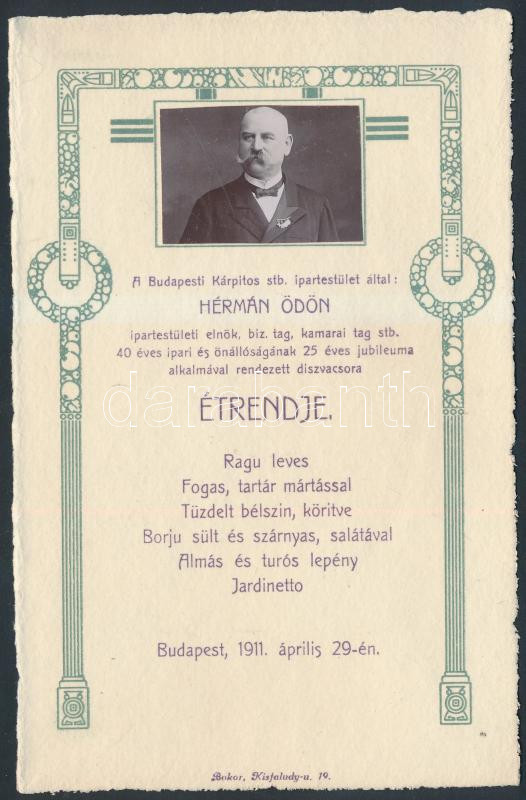 A Budapesti Kárpitos stb. ipartestület által:
HÉRMÁN ÖDÖN
ipartestületi elnök, biz. tag, kamarai tag stb.
40 éves ipari és önállóságának 25 éves jubileuma
alkalmával rendezett diszvacsora
ÉTRENDJE.
darabanth
Ragu leves
Fogas, tartár mártással
Tüzdelt bélszin, köritve
Borju sült és szárnyas, salátával
Almás és turós lepény
Jardinetto
Budapest, 1911. április 29-én.
Bokor, Kisfaludy-u. 19.